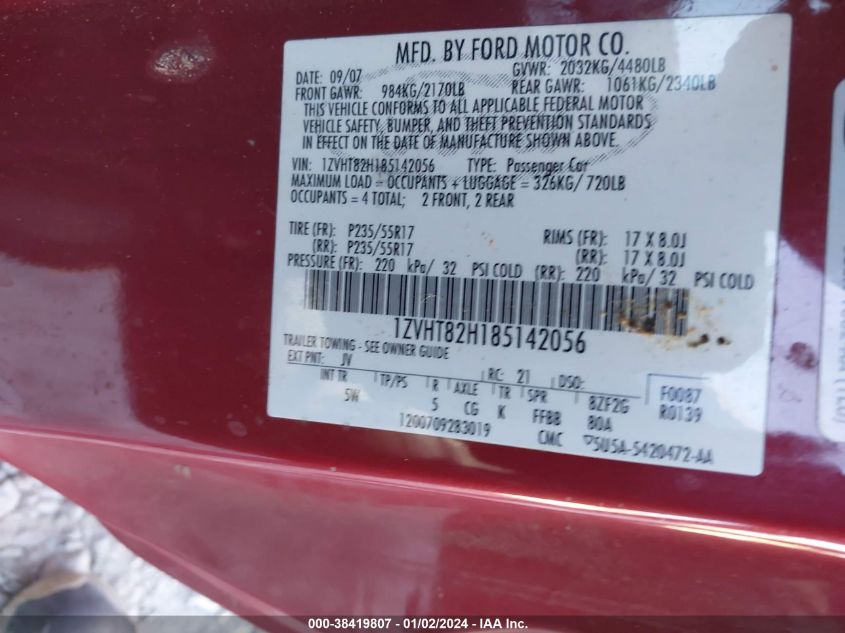 MFD. BY FORD MOTOR CO.
DATE: 09/07 GVWR: 2032KG/4480LB
FRONT GAWR: 984KG/2170LB REAR GAWR: 1061KG/2340LB
THIS VEHICLE CONFORMS TO ALL APPLICABLE FEDERAL MOTOR
VEHICLE SAFETY, BUMPER, AND THEFT PREVENTION STANDARDS
IN EFFECT ON THE DATE OF MANUFACTURE SHOWN ABOVE.
VIN: 1ZVHT82H185142056 TYPE: Passenger Car
MAXIMUM LOAD = OCCUPANTS + LUGGAGE = 326KG/ 720LB
OCCUPANTS = 4 TOTAL; 2 FRONT, 2 REAR
TIRE (FR): P235/55R17 RIMS (FR): 17 X 8.0J
(RR): P235/55R17 (RR): 17 X 8.0J
PRESSURE (FR): 220 kPa/ 32 PSI COLD (RR): 220 kPa/ 32 PSI COLD
1ZVHT82H185142056
TRAILER TOWING - SEE OWNER GUIDE
EXT PNT: JV RC: 21 DSO: F0087
INT TR TP/PS R AXLE TR SPR 8ZF2G R0139
5W 5 CG K FFBB BOA
1200709283019 CMC 5U5A-5420472-AA
000-38419807 - 01/02/2024 - IAA Inc.